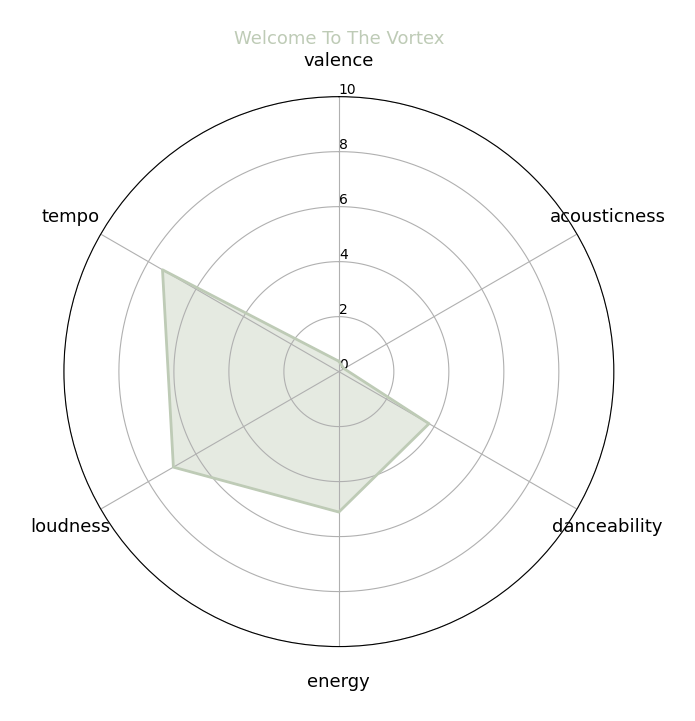 Welcome To The Vortex
valence
10
8
6
4
2
0
tempo
acousticness
loudness
danceability
energy